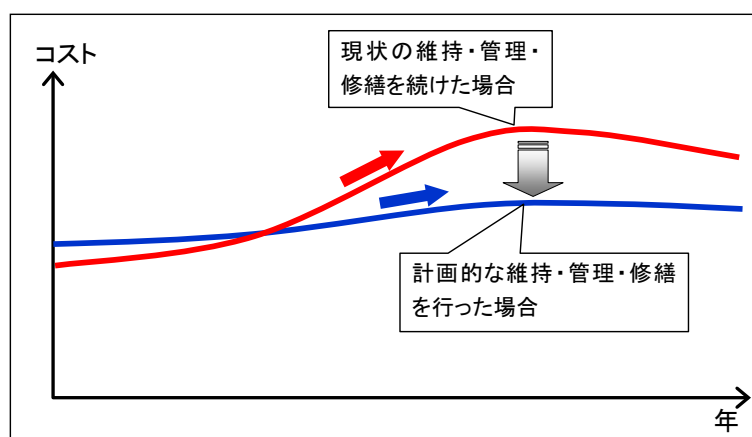 コスト
現状の維持・管理・
修繕を続けた場合
計画的な維持・管理・修繕
を行った場合
年